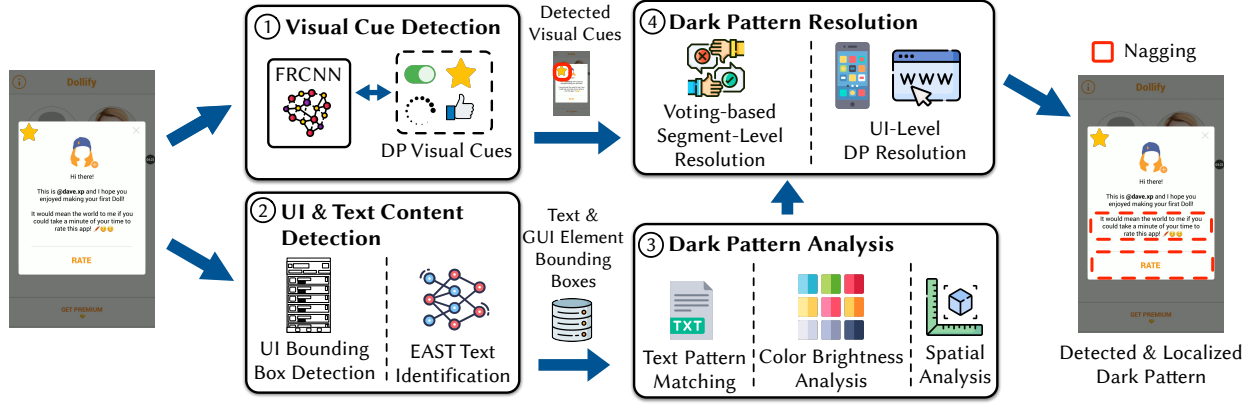 Dollify
Hi there!
This is @dave.xp and I hope you
enjoyed making your first Doll!
It would mean the world to me if you
could take a minute of your time to
rate this app!
RATE
GET PREMIUM
1 Visual Cue Detection
FRCNN
DP Visual Cues
2 UI & Text Content
Detection
UI Bounding
Box Detection
EAST Text
Identification
Detected
Visual Cues
Text &
GUI Element
Bounding
Boxes
4 Dark Pattern Resolution
Voting-based
Segment-Level
Resolution
WWW
UI-Level
DP Resolution
3 Dark Pattern Analysis
TXT
Text Pattern
Matching
Color Brightness
Analysis
Spatial
Analysis
Nagging
Dollify
Hi there!
This is @dave.xp and I hope you
enjoyed making your first Doll!
It would mean the world to me if you
could take a minute of your time to
rate this app!
RATE
GET PREMIUM
Detected & Localized
Dark Pattern